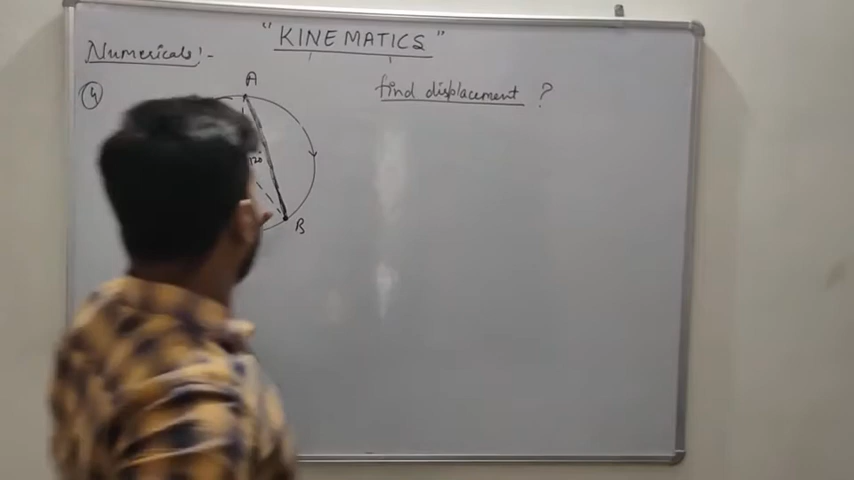 " KINEMATICS "
Numericals :-
4
find displacement ?
A
120
B